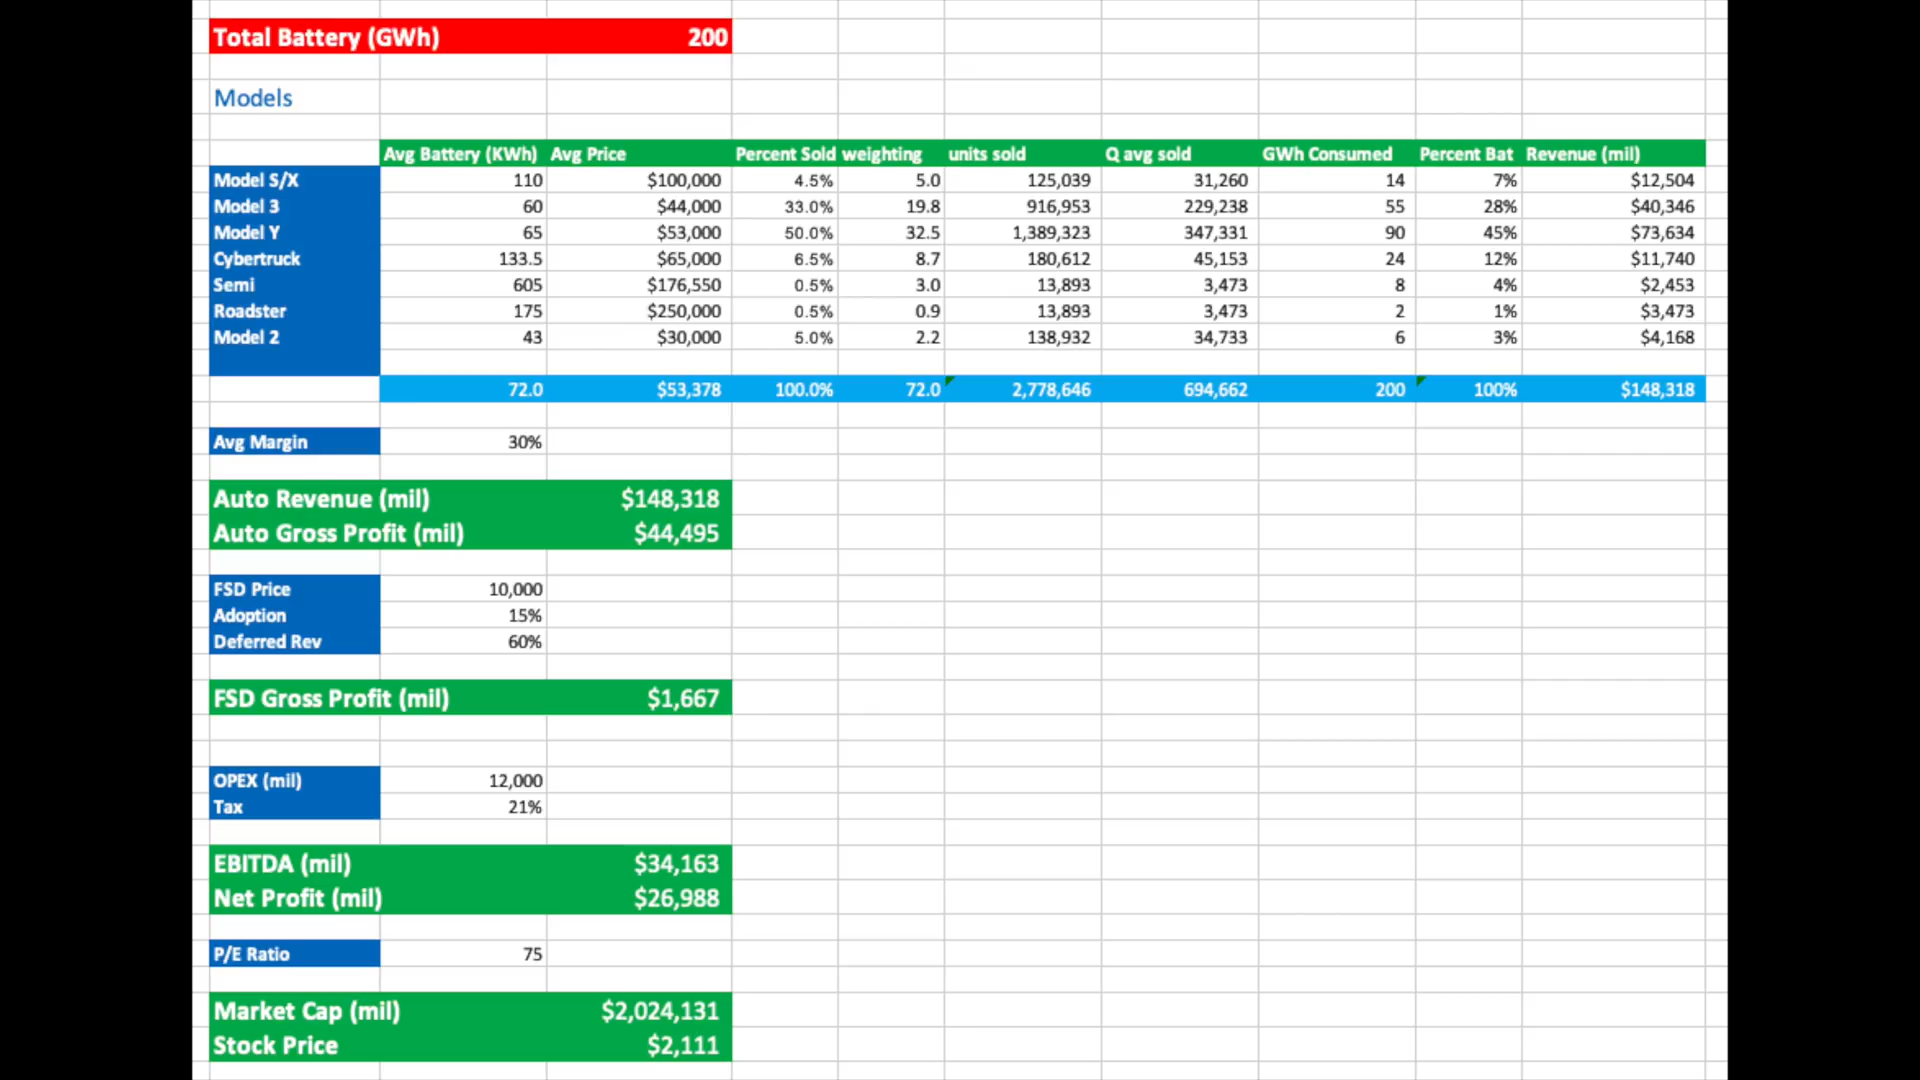 Total Battery (GWh) 200
Models
Avg Battery (KWh) Avg Price Percent Sold weighting units sold Q avg sold GWh Consumed Percent Bat Revenue (mil)
Model S/X 110 $100,000 4.5% 5.0 125,039 31,260 14 7% $12,504
Model 3 60 $44,000 33.0% 19.8 916,953 229,238 55 28% $40,346
Model Y 65 $53,000 50.0% 32.5 1,389,323 347,331 90 45% $73,634
Cybertruck 133.5 $65,000 6.5% 8.7 180,612 45,153 24 12% $11,740
Semi 605 $176,550 0.5% 3.0 13,893 3,473 8 4% $2,453
Roadster 175 $250,000 0.5% 0.9 13,893 3,473 2 1% $3,473
Model 2 43 $30,000 5.0% 2.2 138,932 34,733 6 3% $4,168
72.0 $53,378 100.0% 72.0 2,778,646 694,662 200 100% $148,318
Avg Margin 30%
Auto Revenue (mil) $148,318
Auto Gross Profit (mil) $44,495
FSD Price 10,000
Adoption 15%
Deferred Rev 60%
FSD Gross Profit (mil) $1,667
OPEX (mil) 12,000
Tax 21%
EBITDA (mil) $34,163
Net Profit (mil) $26,988
P/E Ratio 75
Market Cap (mil) $2,024,131
Stock Price $2,111